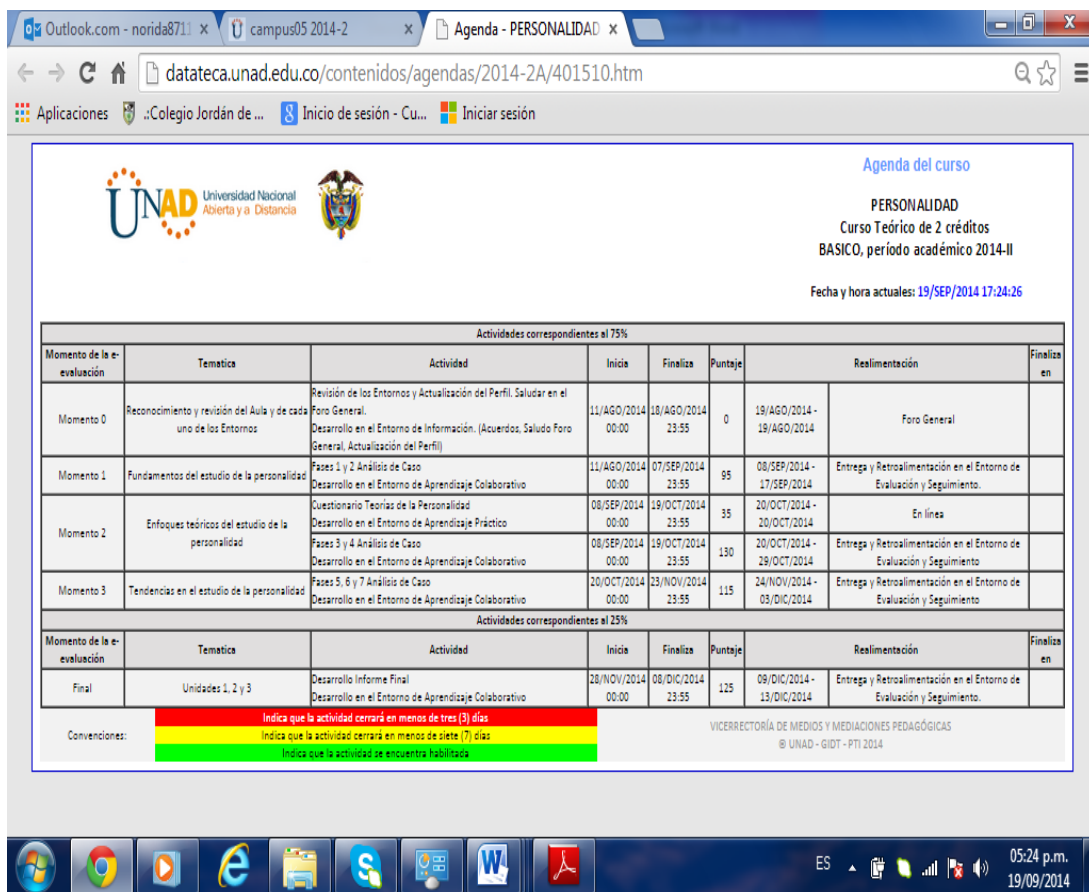 Outlook.com - norida8711
campus05 2014-2
Agenda - PERSONALIDAD
datateca.unad.edu.co/contenidos/agendas/2014-2A/401510.htm
Aplicaciones
.:Colegio Jordán de ...
Inicio de sesión - Cu...
Iniciar sesión
UNAD Universidad Nacional
Abierta y a Distancia
Agenda del curso
PERSONALIDAD
Curso Teórico de 2 créditos
BASICO, período académico 2014-II
Fecha y hora actuales: 19/SEP/2014 17:24:26
Actividades correspondientes al 75%
Momento de la e-
evaluación
Tematica
Actividad
Inicia
Finaliza
Puntaje
Realimentación
Finaliza
en
Momento 0
Reconocimiento y revisión del Aula y de cada
uno de los Entornos
Revisión de los Entornos y Actualización del Perfil. Saludar en el
Foro General.
Desarrollo en el Entorno de Información. (Acuerdos, Saludo Foro
General, Actualización del Perfil)
11/AGO/2014
00:00
18/AGO/2014
23:55
0
19/AGO/2014 -
19/AGO/2014
Foro General
Momento 1
Fundamentos del estudio de la personalidad
Fases 1 y 2 Análisis de Caso
Desarrollo en el Entorno de Aprendizaje Colaborativo
11/AGO/2014
00:00
07/SEP/2014
23:55
95
08/SEP/2014 -
17/SEP/2014
Entrega y Retroalimentación en el Entorno de
Evaluación y Seguimiento.
Momento 2
Enfoques teóricos del estudio de la
personalidad
Cuestionario Teorías de la Personalidad
Desarrollo en el Entorno de Aprendizaje Práctico
08/SEP/2014
00:00
19/OCT/2014
23:55
35
20/OCT/2014 -
20/OCT/2014
En línea
Fases 3 y 4 Análisis de Caso
Desarrollo en el Entorno de Aprendizaje Colaborativo
08/SEP/2014
00:00
19/OCT/2014
23:55
130
20/OCT/2014 -
29/OCT/2014
Entrega y Retroalimentación en el Entorno de
Evaluación y Seguimiento
Momento 3
Tendencias en el estudio de la personalidad
Fases 5, 6 y 7 Análisis de Caso
Desarrollo en el Entorno de Aprendizaje Colaborativo
20/OCT/2014
00:00
23/NOV/2014
23:55
115
24/NOV/2014 -
03/DIC/2014
Entrega y Retroalimentación en el Entorno de
Evaluación y Seguimiento
Actividades correspondientes al 25%
Momento de la e-
evaluación
Tematica
Actividad
Inicia
Finaliza
Puntaje
Realimentación
Finaliza
en
Final
Unidades 1, 2 y 3
Desarrollo Informe Final
Desarrollo en el Entorno de Aprendizaje Colaborativo
28/NOV/2014
00:00
08/DIC/2014
23:55
125
09/DIC/2014 -
13/DIC/2014
Entrega y Retroalimentación en el Entorno de
Evaluación y Seguimiento.
Convenciones:
Indica que la actividad cerrará en menos de tres (3) días
Indica que la actividad cerrará en menos de siete (7) días
Indica que la actividad se encuentra habilitada
VICERRECTORÍA DE MEDIOS Y MEDIACIONES PEDAGÓGICAS
® UNAD - GIDT - PTI 2014
ES
05:24 p.m.
19/09/2014